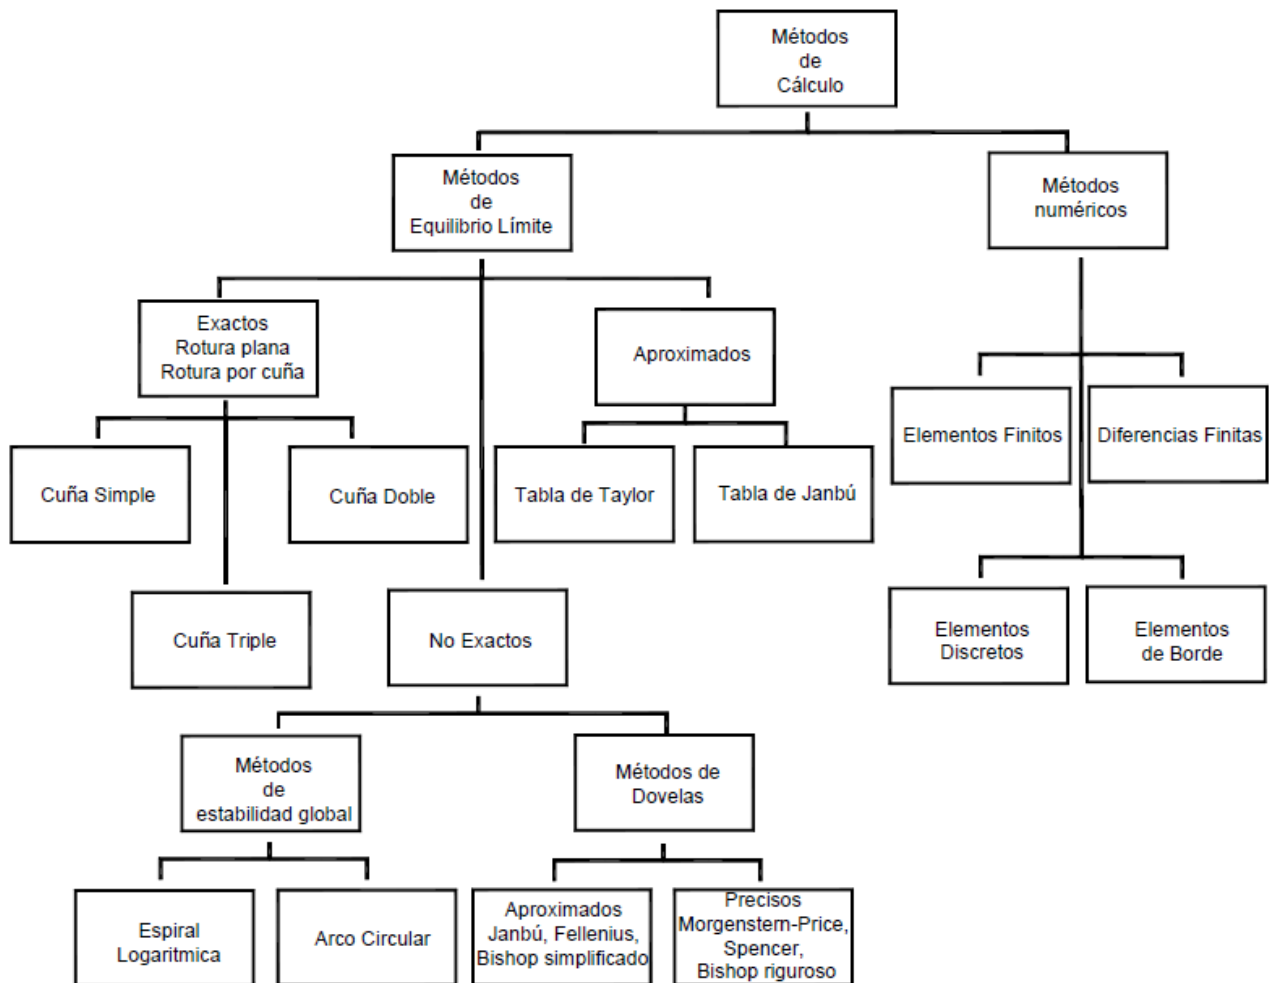 Métodos
de
Cálculo
Métodos
de
Equilibrio Límite
Métodos
numéricos
Exactos
Rotura plana
Rotura por cuña
Aproximados
Elementos Finitos
Diferencias Finitas
Cuña Simple
Cuña Doble
Tabla de Taylor
Tabla de Janbú
Cuña Triple
No Exactos
Elementos
Discretos
Elementos
de Borde
Métodos
de
estabilidad global
Métodos de
Dovelas
Espiral
Logaritmica
Arco Circular
Aproximados
Janbú, Fellenius,
Bishop simplificado
Precisos
Morgenstern-Price,
Spencer,
Bishop riguroso